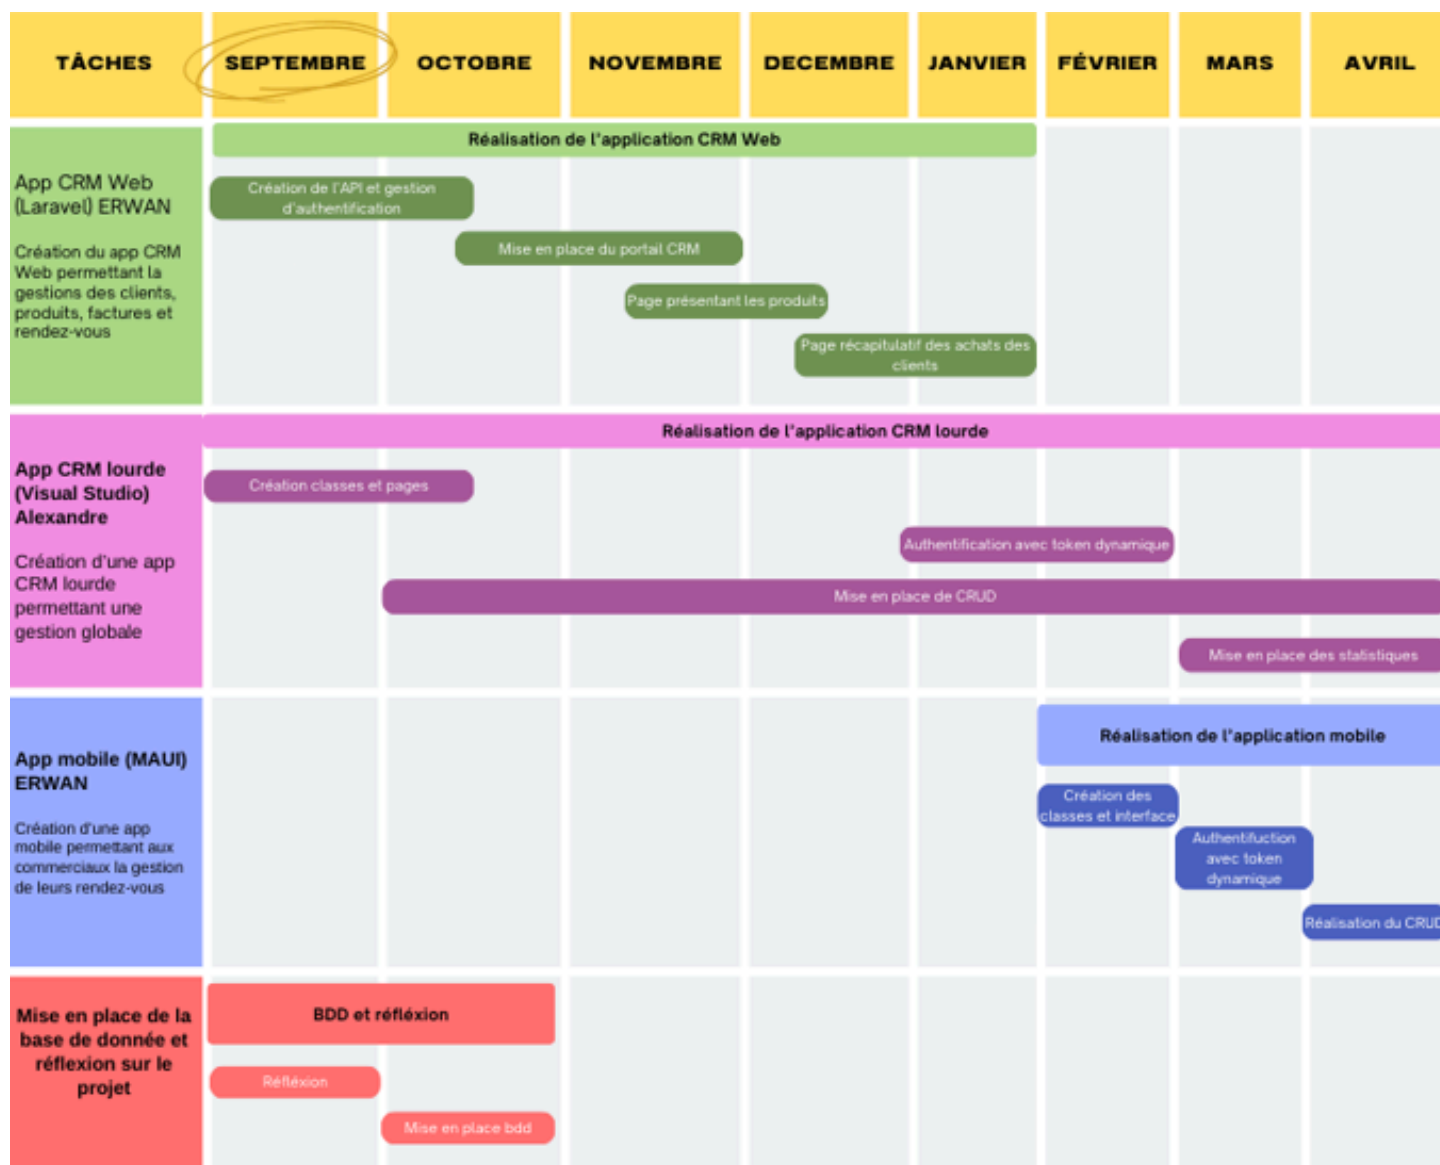 TÂCHES
SEPTEMBRE
OCTOBRE
NOVEMBRE
DECEMBRE
JANVIER
FÉVRIER
MARS
AVRIL
App CRM Web
(Laravel) ERWAN
Création du app CRM
Web permettant la
gestions des clients,
produits, factures et
rendez-vous
Réalisation de l'application CRM Web
Création de l'API et gestion
d'authentification
Mise en place du portail CRM
Page présentant les produits
Page récapitulatif des achats des
clients
App CRM lourde
(Visual Studio)
Alexandre
Création d'une app
CRM lourde
permettant une
gestion globale
Réalisation de l'application CRM lourde
Création classes et pages
Authentification avec token dynamique
Mise en place de CRUD
Mise en place des statistiques
App mobile (MAUI)
ERWAN
Création d'une app
mobile permettant aux
commerciaux la gestion
de leurs rendez-vous
Réalisation de l'application mobile
Création des
classes et interface
Authentifuction
avec token
dynamique
Réalisation du CRUD
Mise en place de la
base de donnée et
réflexion sur le
projet
BDD et réfléxion
Réfléxion
Mise en place bdd